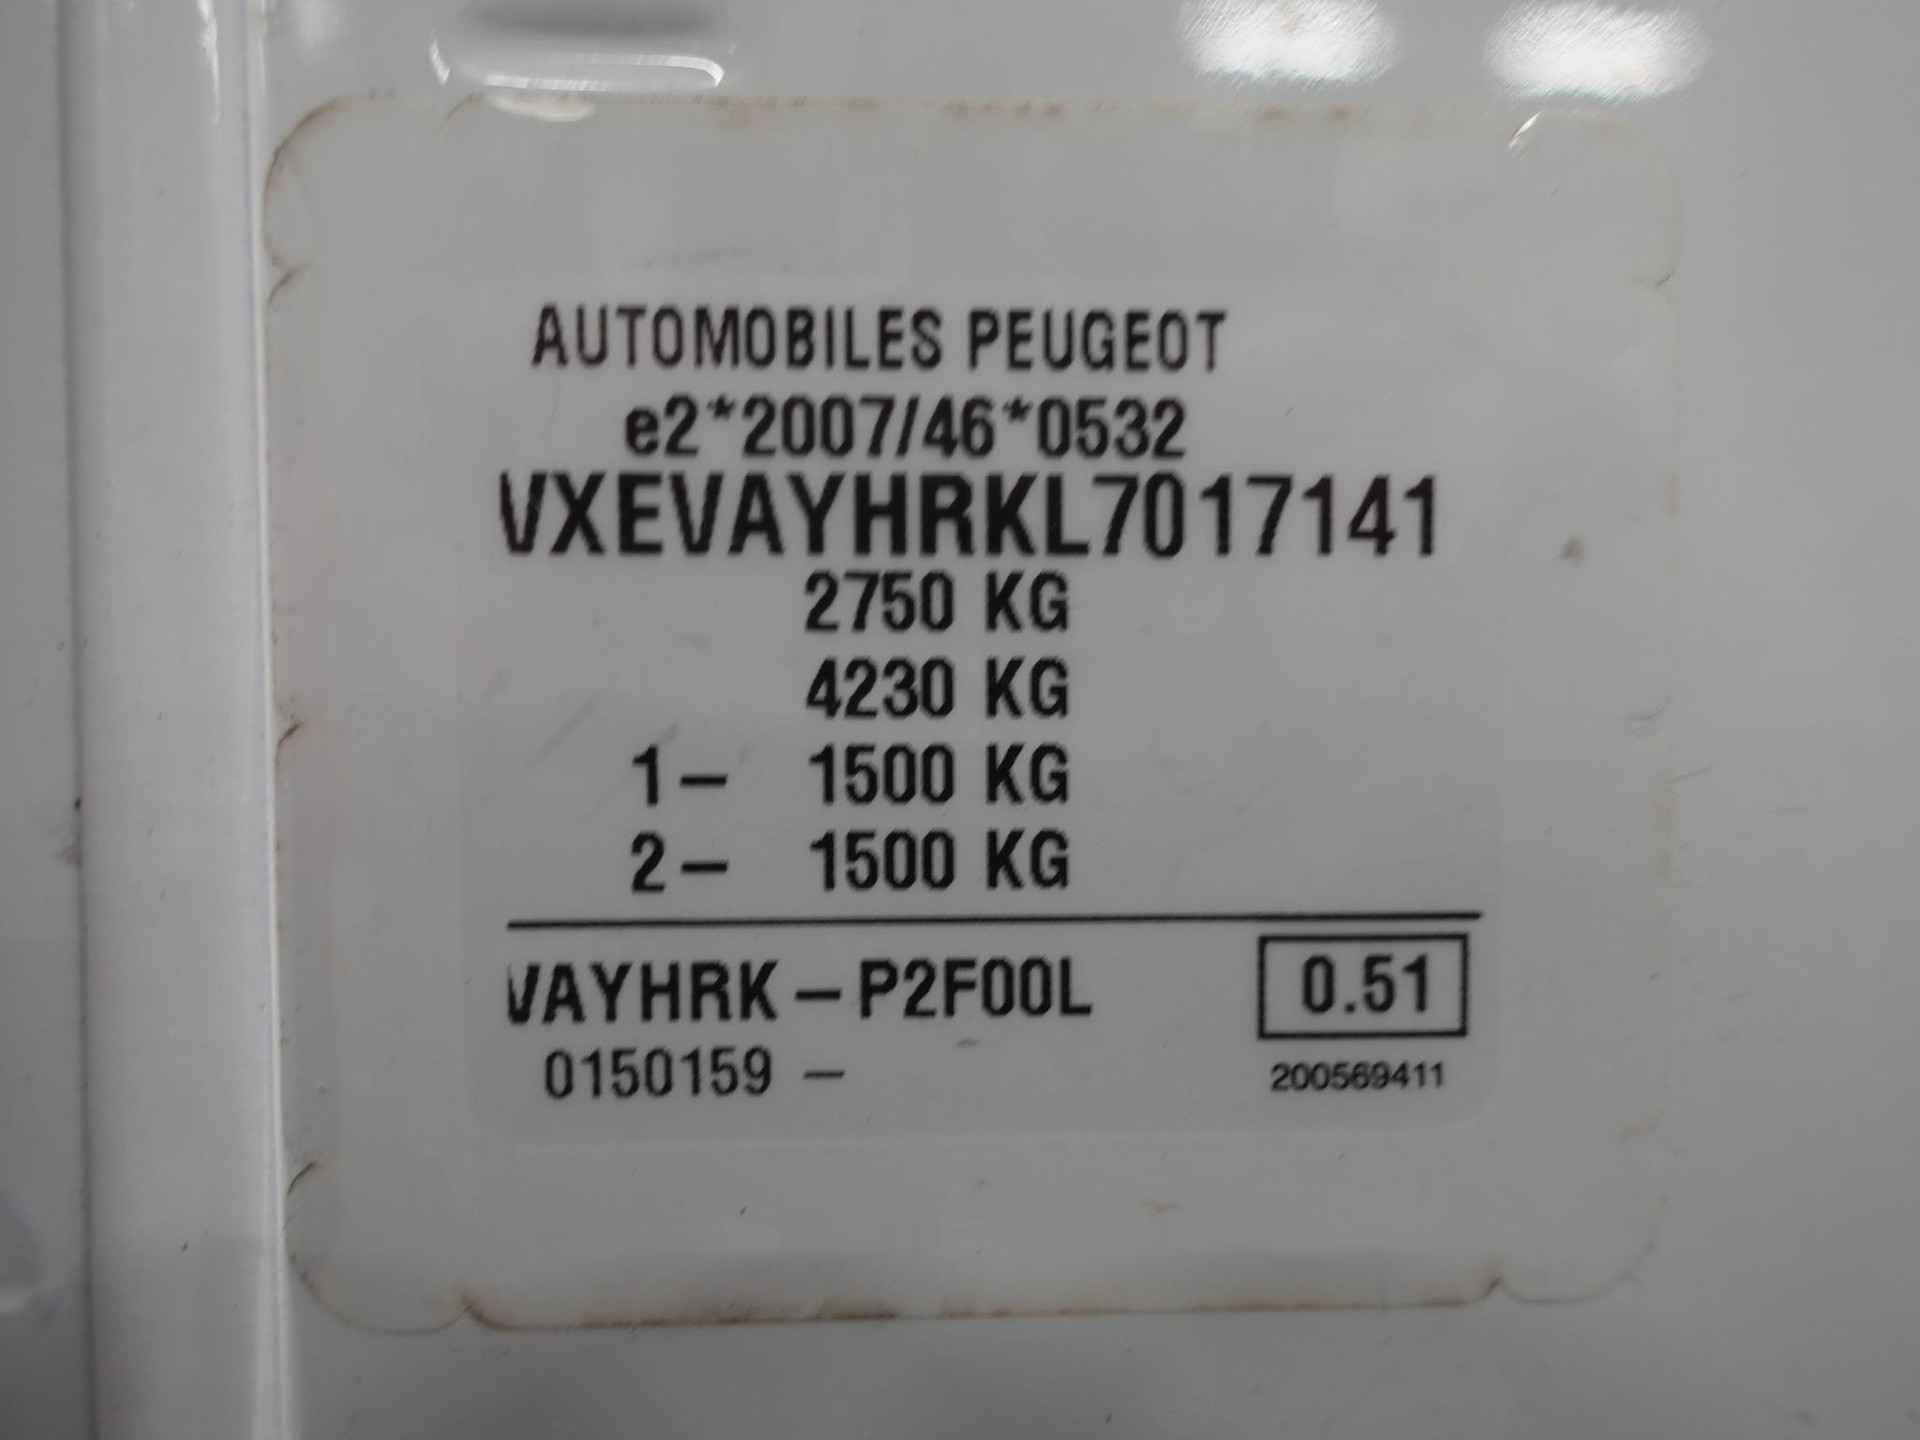 AUTOMOBILES PEUGEOT
e2*2007/46*0532
VXEVAYHRKL7017141
2750 KG
4230 KG
1- 1500 KG
2- 1500 KG
VAYHRK-P2F00L 0.51
0150159 - 200569411